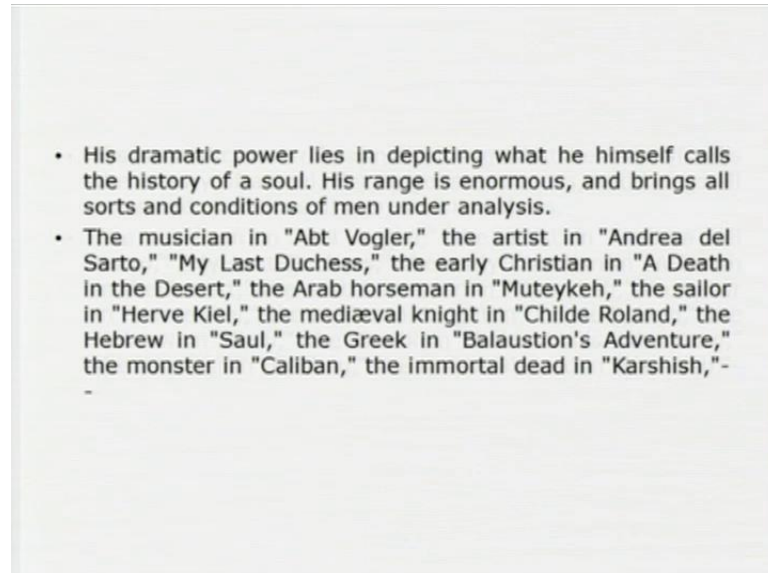 • His dramatic power lies in depicting what he himself calls
the history of a soul. His range is enormous, and brings all
sorts and conditions of men under analysis.
• The musician in "Abt Vogler," the artist in "Andrea del
Sarto," "My Last Duchess," the early Christian in "A Death
in the Desert," the Arab horseman in "Muteykeh," the sailor
in "Herve Kiel," the mediæval knight in "Childe Roland," the
Hebrew in "Saul," the Greek in "Balaustion's Adventure,"
the monster in "Caliban," the immortal dead in "Karshish,"-
-